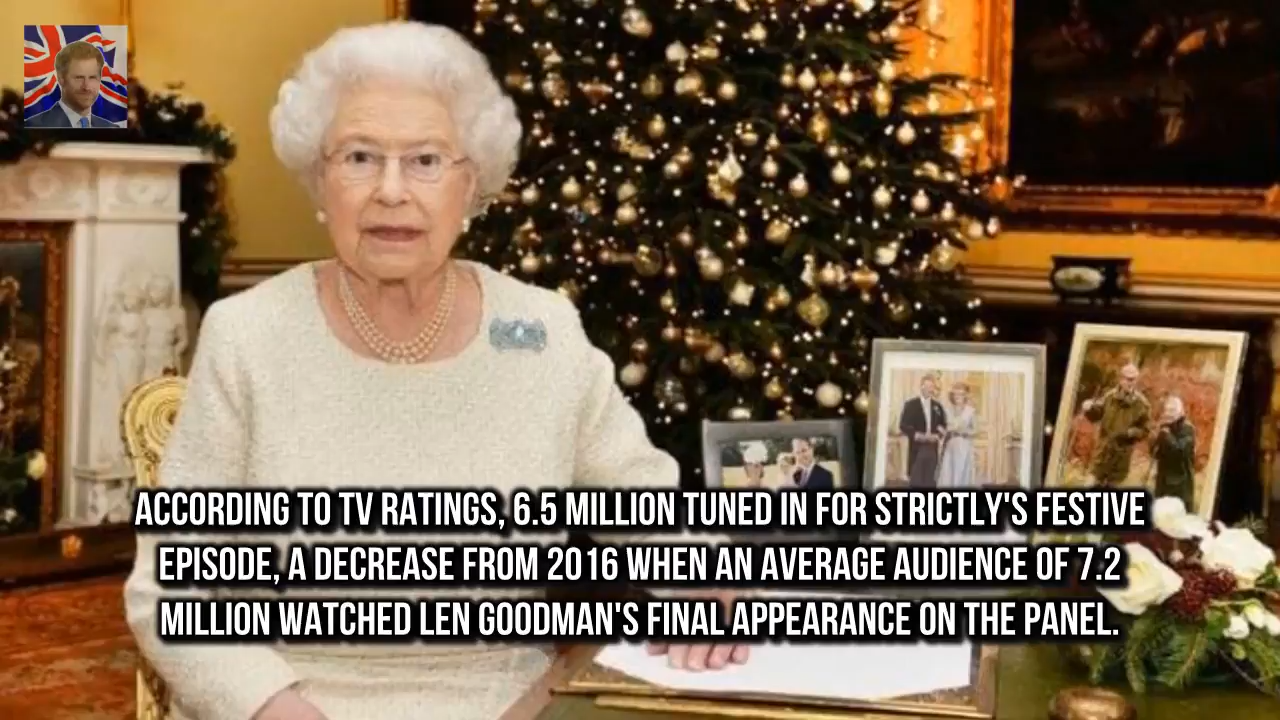 ACCORDING TO TV RATINGS, 6.5 MILLION TUNED IN FOR STRICTLY'S FESTIVE
EPISODE, A DECREASE FROM 2016 WHEN AN AVERAGE AUDIENCE OF 7.2
MILLION WATCHED LEN GOODMAN'S FINAL APPEARANCE ON THE PANEL.